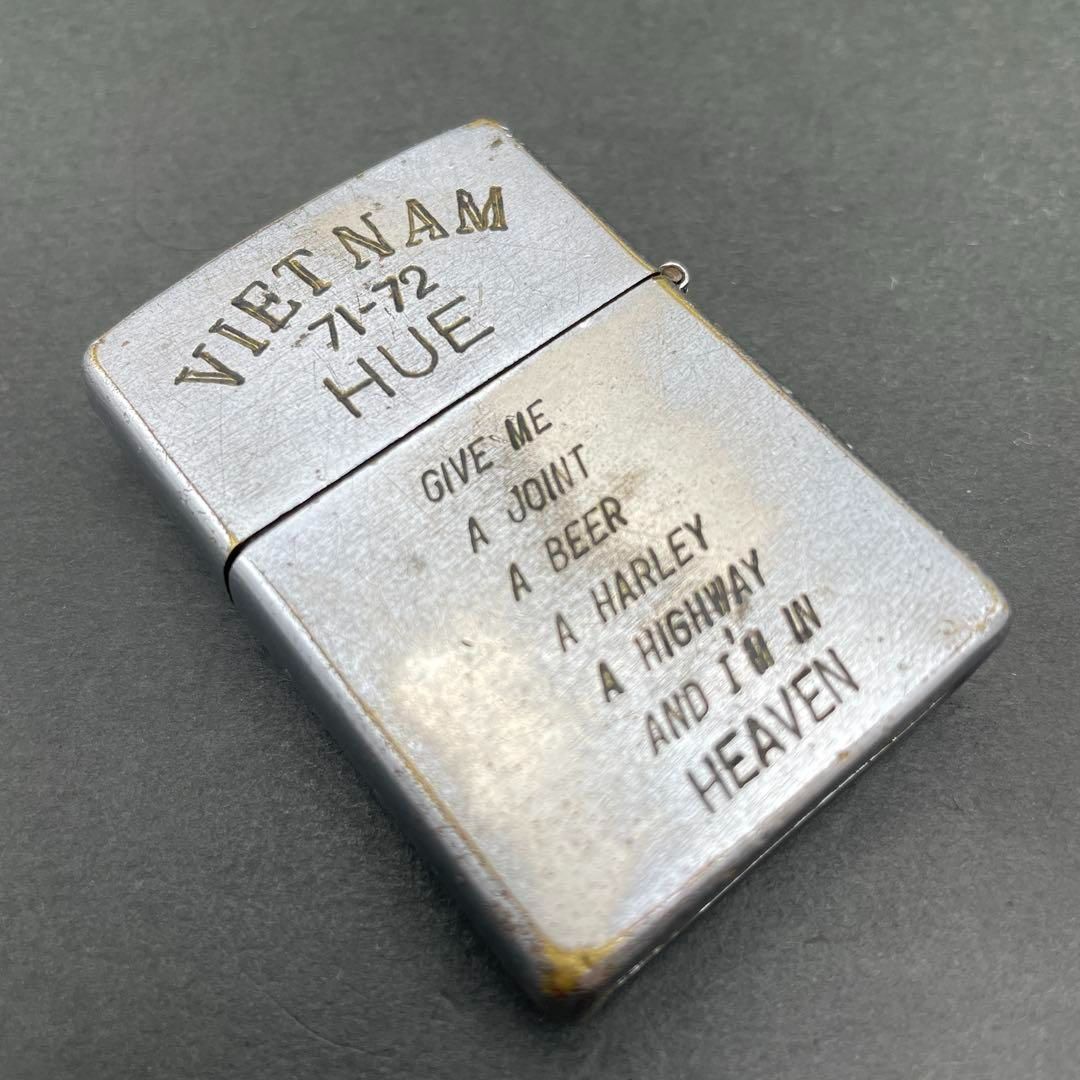 VIETNAM
71-72
HUE
GIVE ME
A JOINT
A BEER
A HARLEY
A HIGHWAY
AND I'M IN
HEAVEN